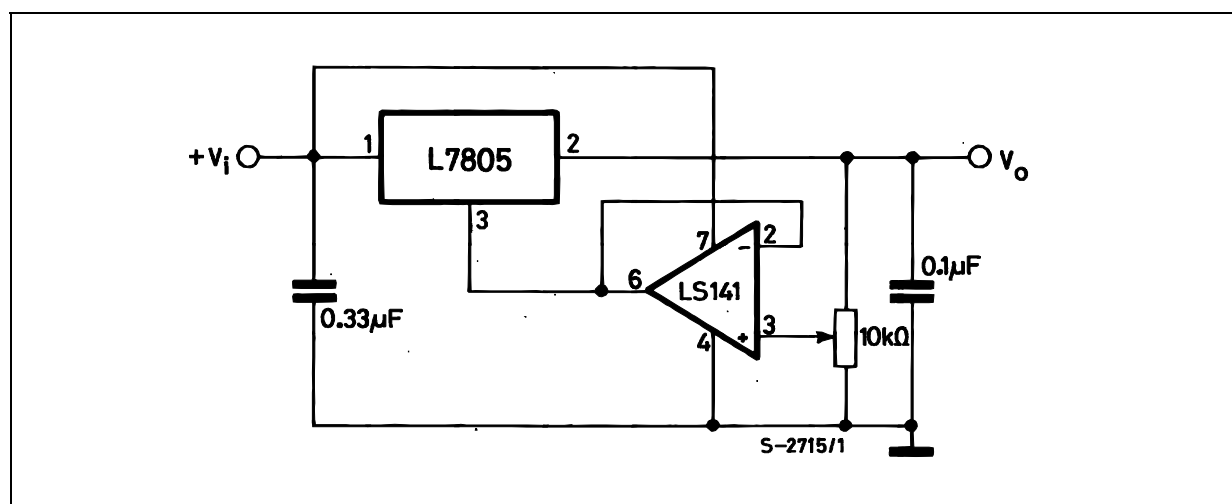 +Vi
1
L7805
2
Vo
3
7
2
-
6
LS141
0.1µF
0.33µF
4
+
3
10kΩ
S-2715/1